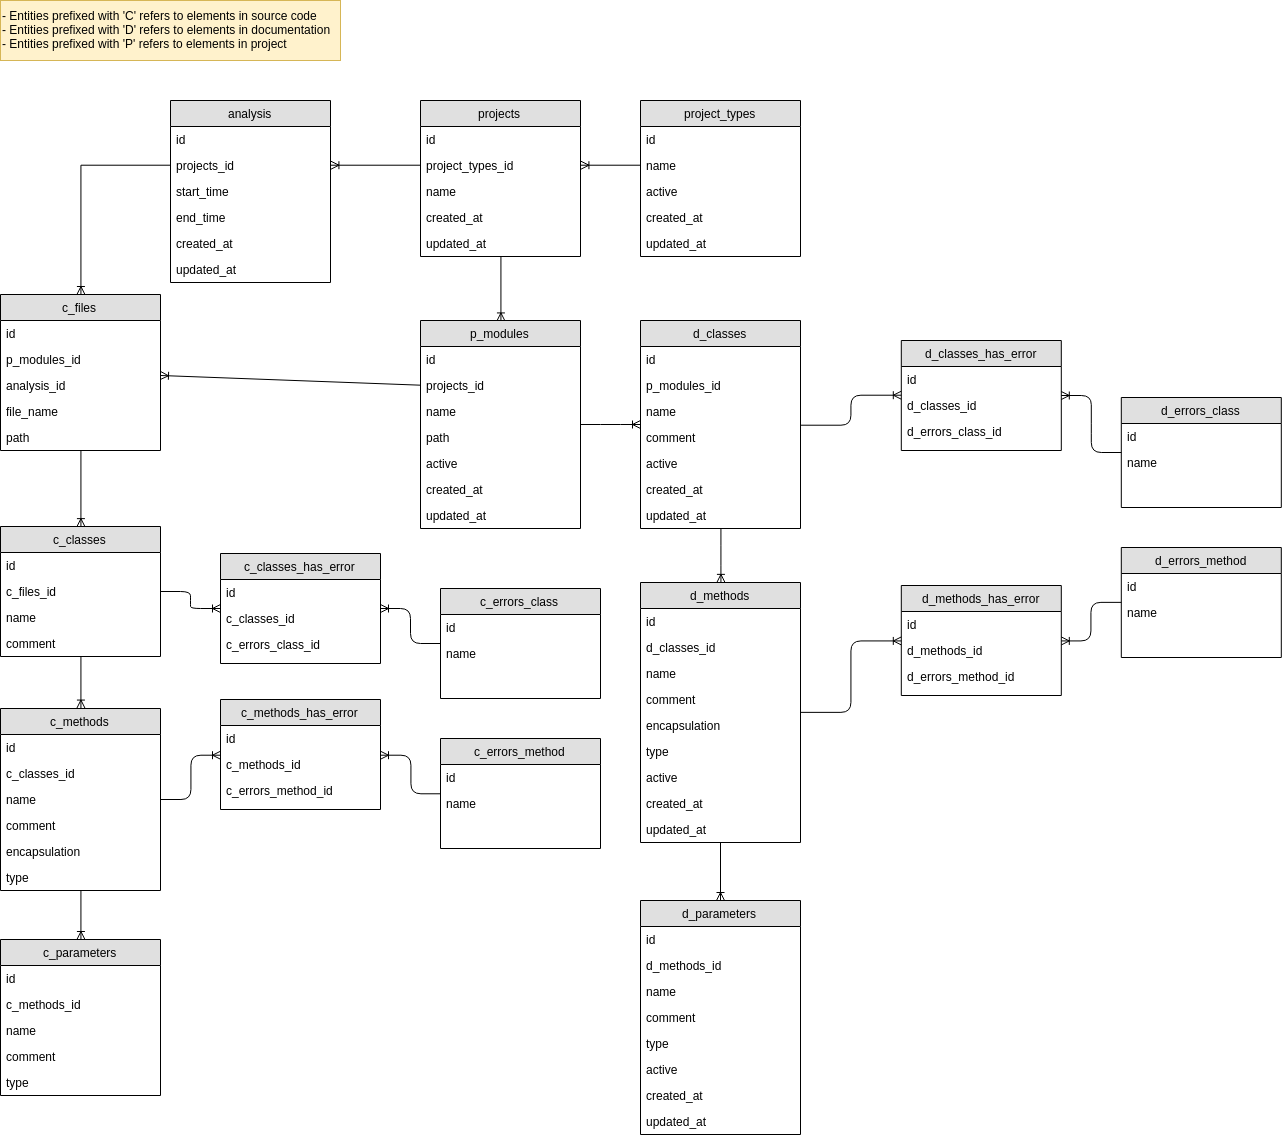 - Entities prefixed with 'C' refers to elements in source code
- Entities prefixed with 'D' refers to elements in documentation
- Entities prefixed with 'P' refers to elements in project
analysis
id
projects_id
start_time
end_time
created_at
updated_at
projects
id
project_types_id
name
created_at
updated_at
project_types
id
name
active
created_at
updated_at
c_files
id
p_modules_id
analysis_id
file_name
path
p_modules
id
projects_id
name
path
active
created_at
updated_at
d_classes
id
p_modules_id
name
comment
active
created_at
updated_at
d_classes_has_error
id
d_classes_id
d_errors_class_id
d_errors_class
id
name
c_classes
id
c_files_id
name
comment
c_classes_has_error
id
c_classes_id
c_errors_class_id
c_errors_class
id
name
d_methods
id
d_classes_id
name
comment
encapsulation
type
active
created_at
updated_at
d_methods_has_error
id
d_methods_id
d_errors_method_id
d_errors_method
id
name
c_methods
id
c_classes_id
name
comment
encapsulation
type
c_methods_has_error
id
c_methods_id
c_errors_method_id
c_errors_method
id
name
c_parameters
id
c_methods_id
name
comment
type
d_parameters
id
d_methods_id
name
comment
type
active
created_at
updated_at